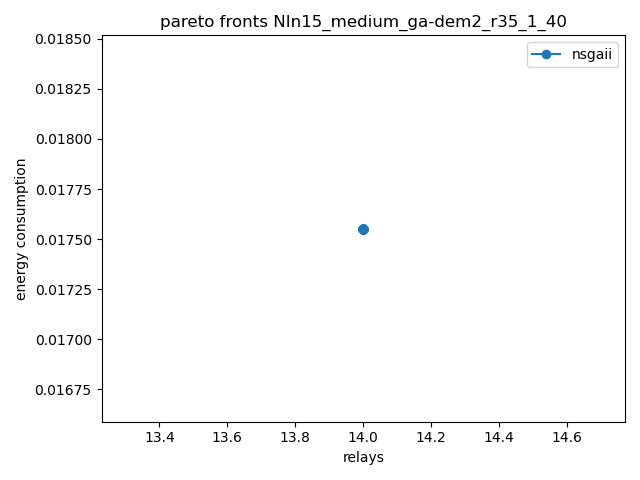 pareto fronts NIn15_medium_ga-dem2_r35_1_40
nsgaii
0.01850
0.01825
0.01800
0.01775
0.01750
0.01725
0.01700
0.01675
energy consumption
13.4 13.6 13.8 14.0 14.2 14.4 14.6
relays